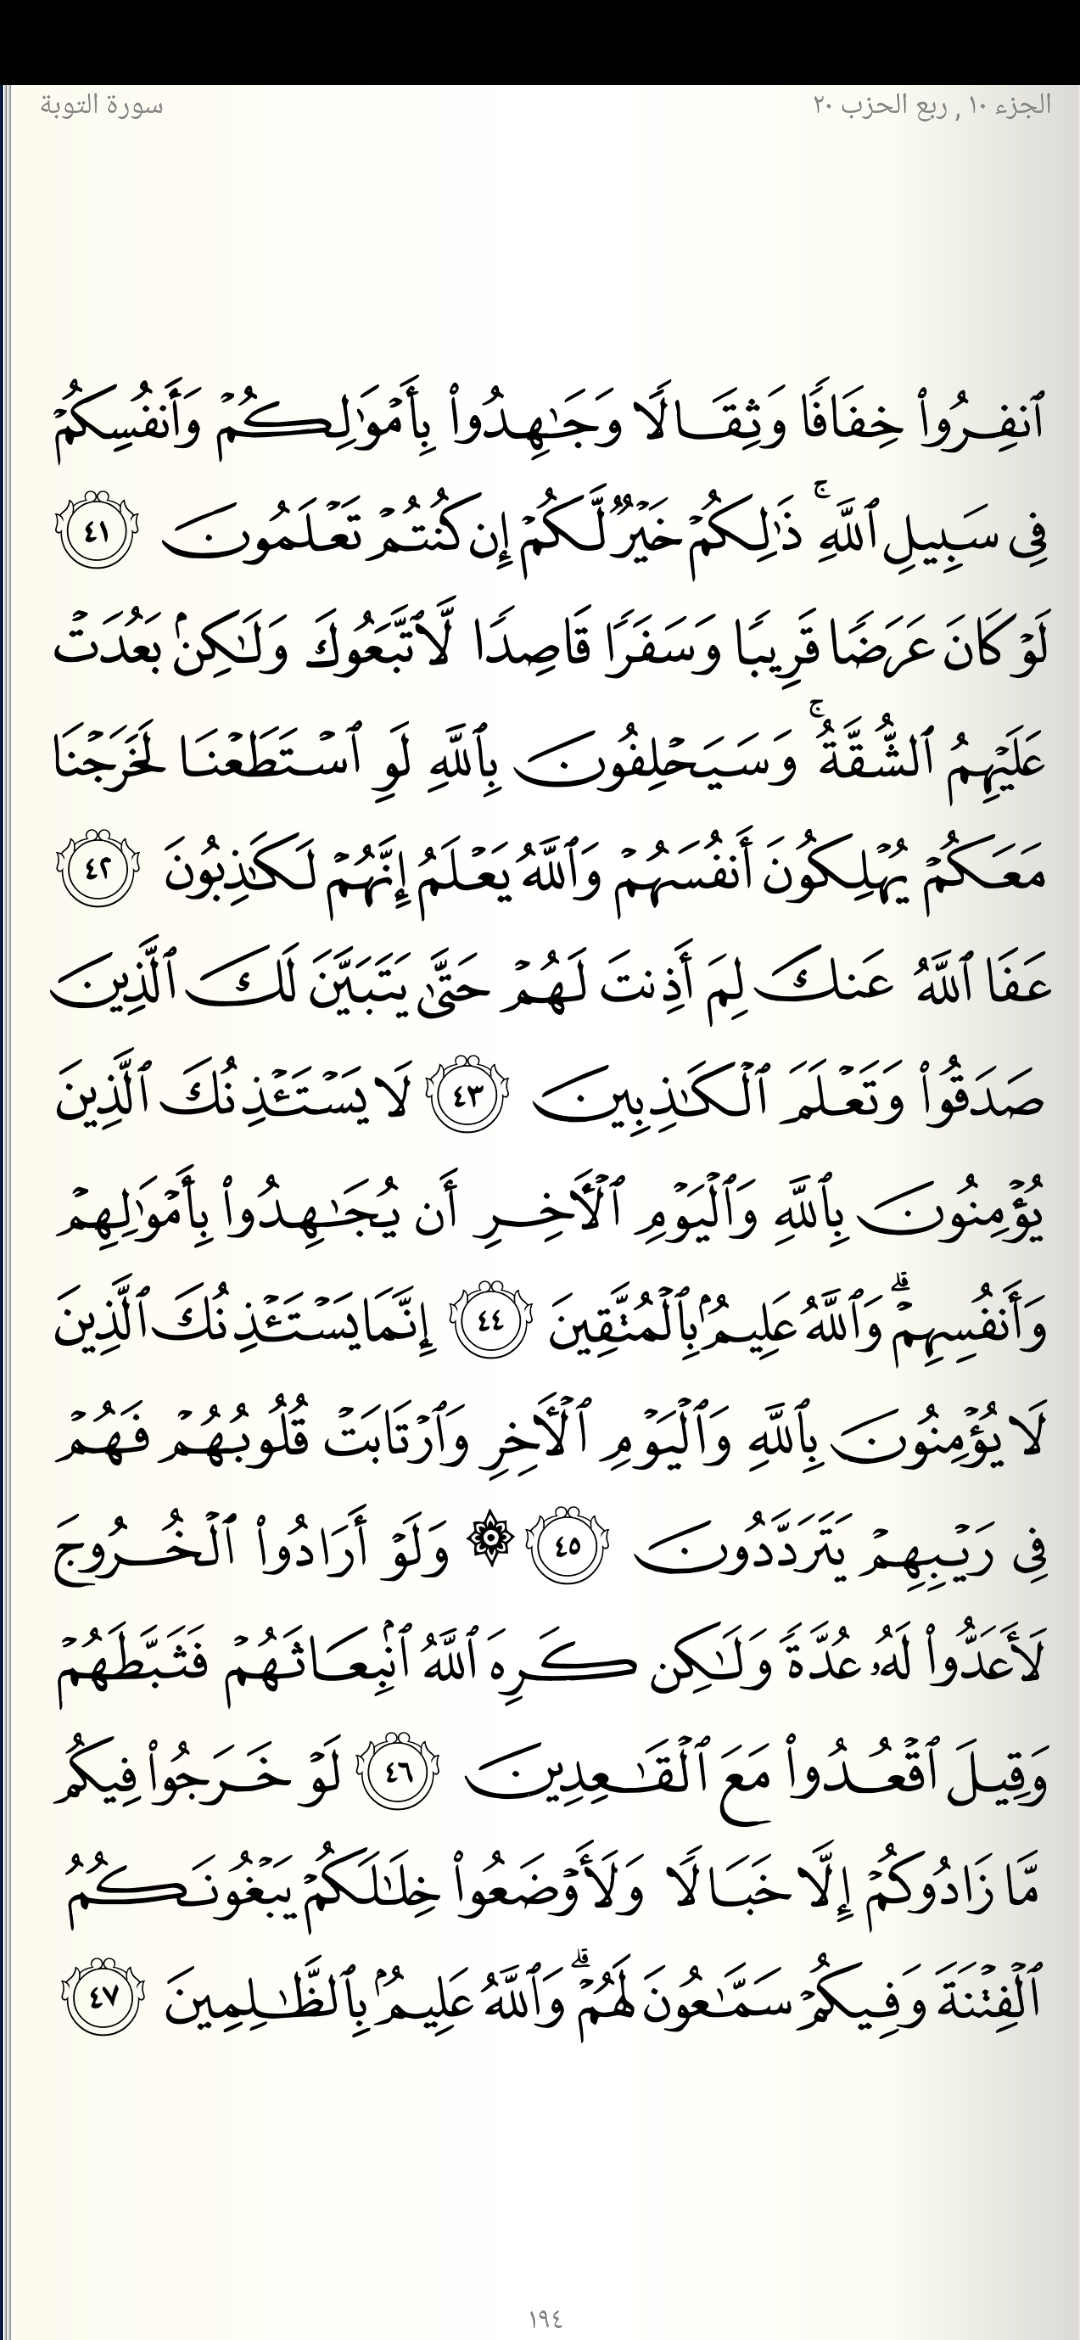 الجزء ١٠ , ربع الحزب ٢٠
سورة التوبة
ٱنفِرُوا۟ خِفَافًا وَثِقَالًا وَجَٰهِدُوا۟ بِأَمْوَٰلِكُمْ وَأَنفُسِكُمْ
فِى سَبِيلِ ٱللَّهِ ۚ ذَٰلِكُمْ خَيْرٌ لَّكُمْ إِن كُنتُمْ تَعْلَمُونَ ٤١
لَوْ كَانَ عَرَضًا قَرِيبًا وَسَفَرًا قَاصِدًا لَّٱتَّبَعُوكَ وَلَٰكِنۢ بَعُدَتْ
عَلَيْهِمُ ٱلشُّقَّةُ ۚ وَسَيَحْلِفُونَ بِٱللَّهِ لَوِ ٱسْتَطَعْنَا لَخَرَجْنَا
مَعَكُمْ يُهْلِكُونَ أَنفُسَهُمْ وَٱللَّهُ يَعْلَمُ إِنَّهُمْ لَكَٰذِبُونَ ٤٢
عَفَا ٱللَّهُ عَنكَ لِمَ أَذِنتَ لَهُمْ حَتَّىٰ يَتَبَيَّنَ لَكَ ٱلَّذِينَ
صَدَقُوا۟ وَتَعْلَمَ ٱلْكَٰذِبِينَ ٤٣ لَا يَسْتَـْٔذِنُكَ ٱلَّذِينَ
يُؤْمِنُونَ بِٱللَّهِ وَٱلْيَوْمِ ٱلْـَٔاخِرِ أَن يُجَٰهِدُوا۟ بِأَمْوَٰلِهِمْ
وَأَنفُسِهِمْ ۗ وَٱللَّهُ عَلِيمٌۢ بِٱلْمُتَّقِينَ ٤٤ إِنَّمَا يَسْتَـْٔذِنُكَ ٱلَّذِينَ
لَا يُؤْمِنُونَ بِٱللَّهِ وَٱلْيَوْمِ ٱلْـَٔاخِرِ وَٱرْتَابَتْ قُلُوبُهُمْ فَهُمْ
فِى رَيْبِهِمْ يَتَرَدَّدُونَ ٤٥ ۞ وَلَوْ أَرَادُوا۟ ٱلْخُرُوجَ
لَأَعَدُّوا۟ لَهُۥ عُدَّةً وَلَٰكِن كَرِهَ ٱللَّهُ ٱنۢبِعَاثَهُمْ فَثَبَّطَهُمْ
وَقِيلَ ٱقْعُدُوا۟ مَعَ ٱلْقَٰعِدِينَ ٤٦ لَوْ خَرَجُوا۟ فِيكُم
مَّا زَادُوكُمْ إِلَّا خَبَالًا وَلَأَوْضَعُوا۟ خِلَٰلَكُمْ يَبْغُونَكُمُ
ٱلْفِتْنَةَ وَفِيكُمْ سَمَّٰعُونَ لَهُمْ ۗ وَٱللَّهُ عَلِيمٌۢ بِٱلظَّٰلِمِينَ ٤٧
١٩٤